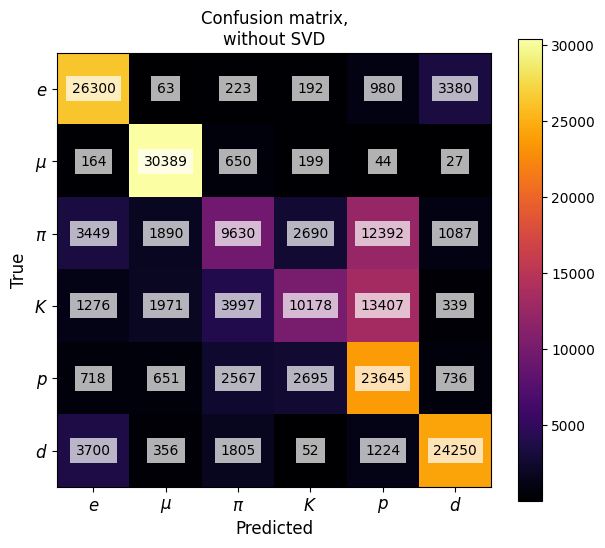 Confusion matrix,
without SVD
e 26300 63 223 192 980 3380
μ 164 30389 650 199 44 27
π 3449 1890 9630 2690 12392 1087
K 1276 1971 3997 10178 13407 339
p 718 651 2567 2695 23645 736
d 3700 356 1805 52 1224 24250
e μ π K p d
Predicted
True
30000
25000
20000
15000
10000
5000